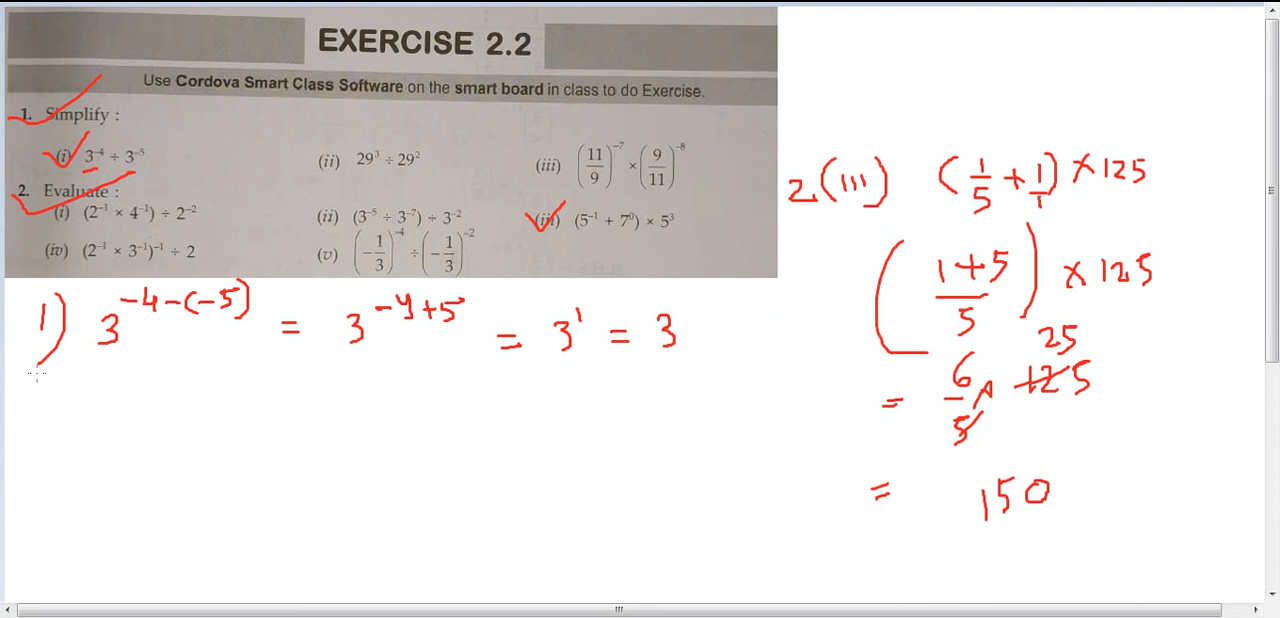 EXERCISE 2.2
Use Cordova Smart Class Software on the smart board in class to do Exercise.
1. Simplify :
(i) 3⁻⁴ ÷ 3⁻⁵ (ii) 29³ ÷ 29² (iii) (11/9)⁻⁷ × (9/11)⁻⁸
2. Evaluate :
(i) (2⁻¹ × 4⁻¹) ÷ 2⁻² (ii) (3⁻⁵ ÷ 3⁻⁷) ÷ 3⁻² (iii) (5⁻¹ + 7⁰) × 5³
(iv) (2⁻¹ × 3⁻¹)⁻¹ ÷ 2 (v) (-1/3)⁻⁴ ÷ (-1/3)⁻²
1) 3^(-4-(-5)) = 3^(-4+5) = 3¹ = 3
2.(iii) (1/5 + 1/1) × 125
((1+5)/5) × 125
25
= 6/5 × 125
= 150